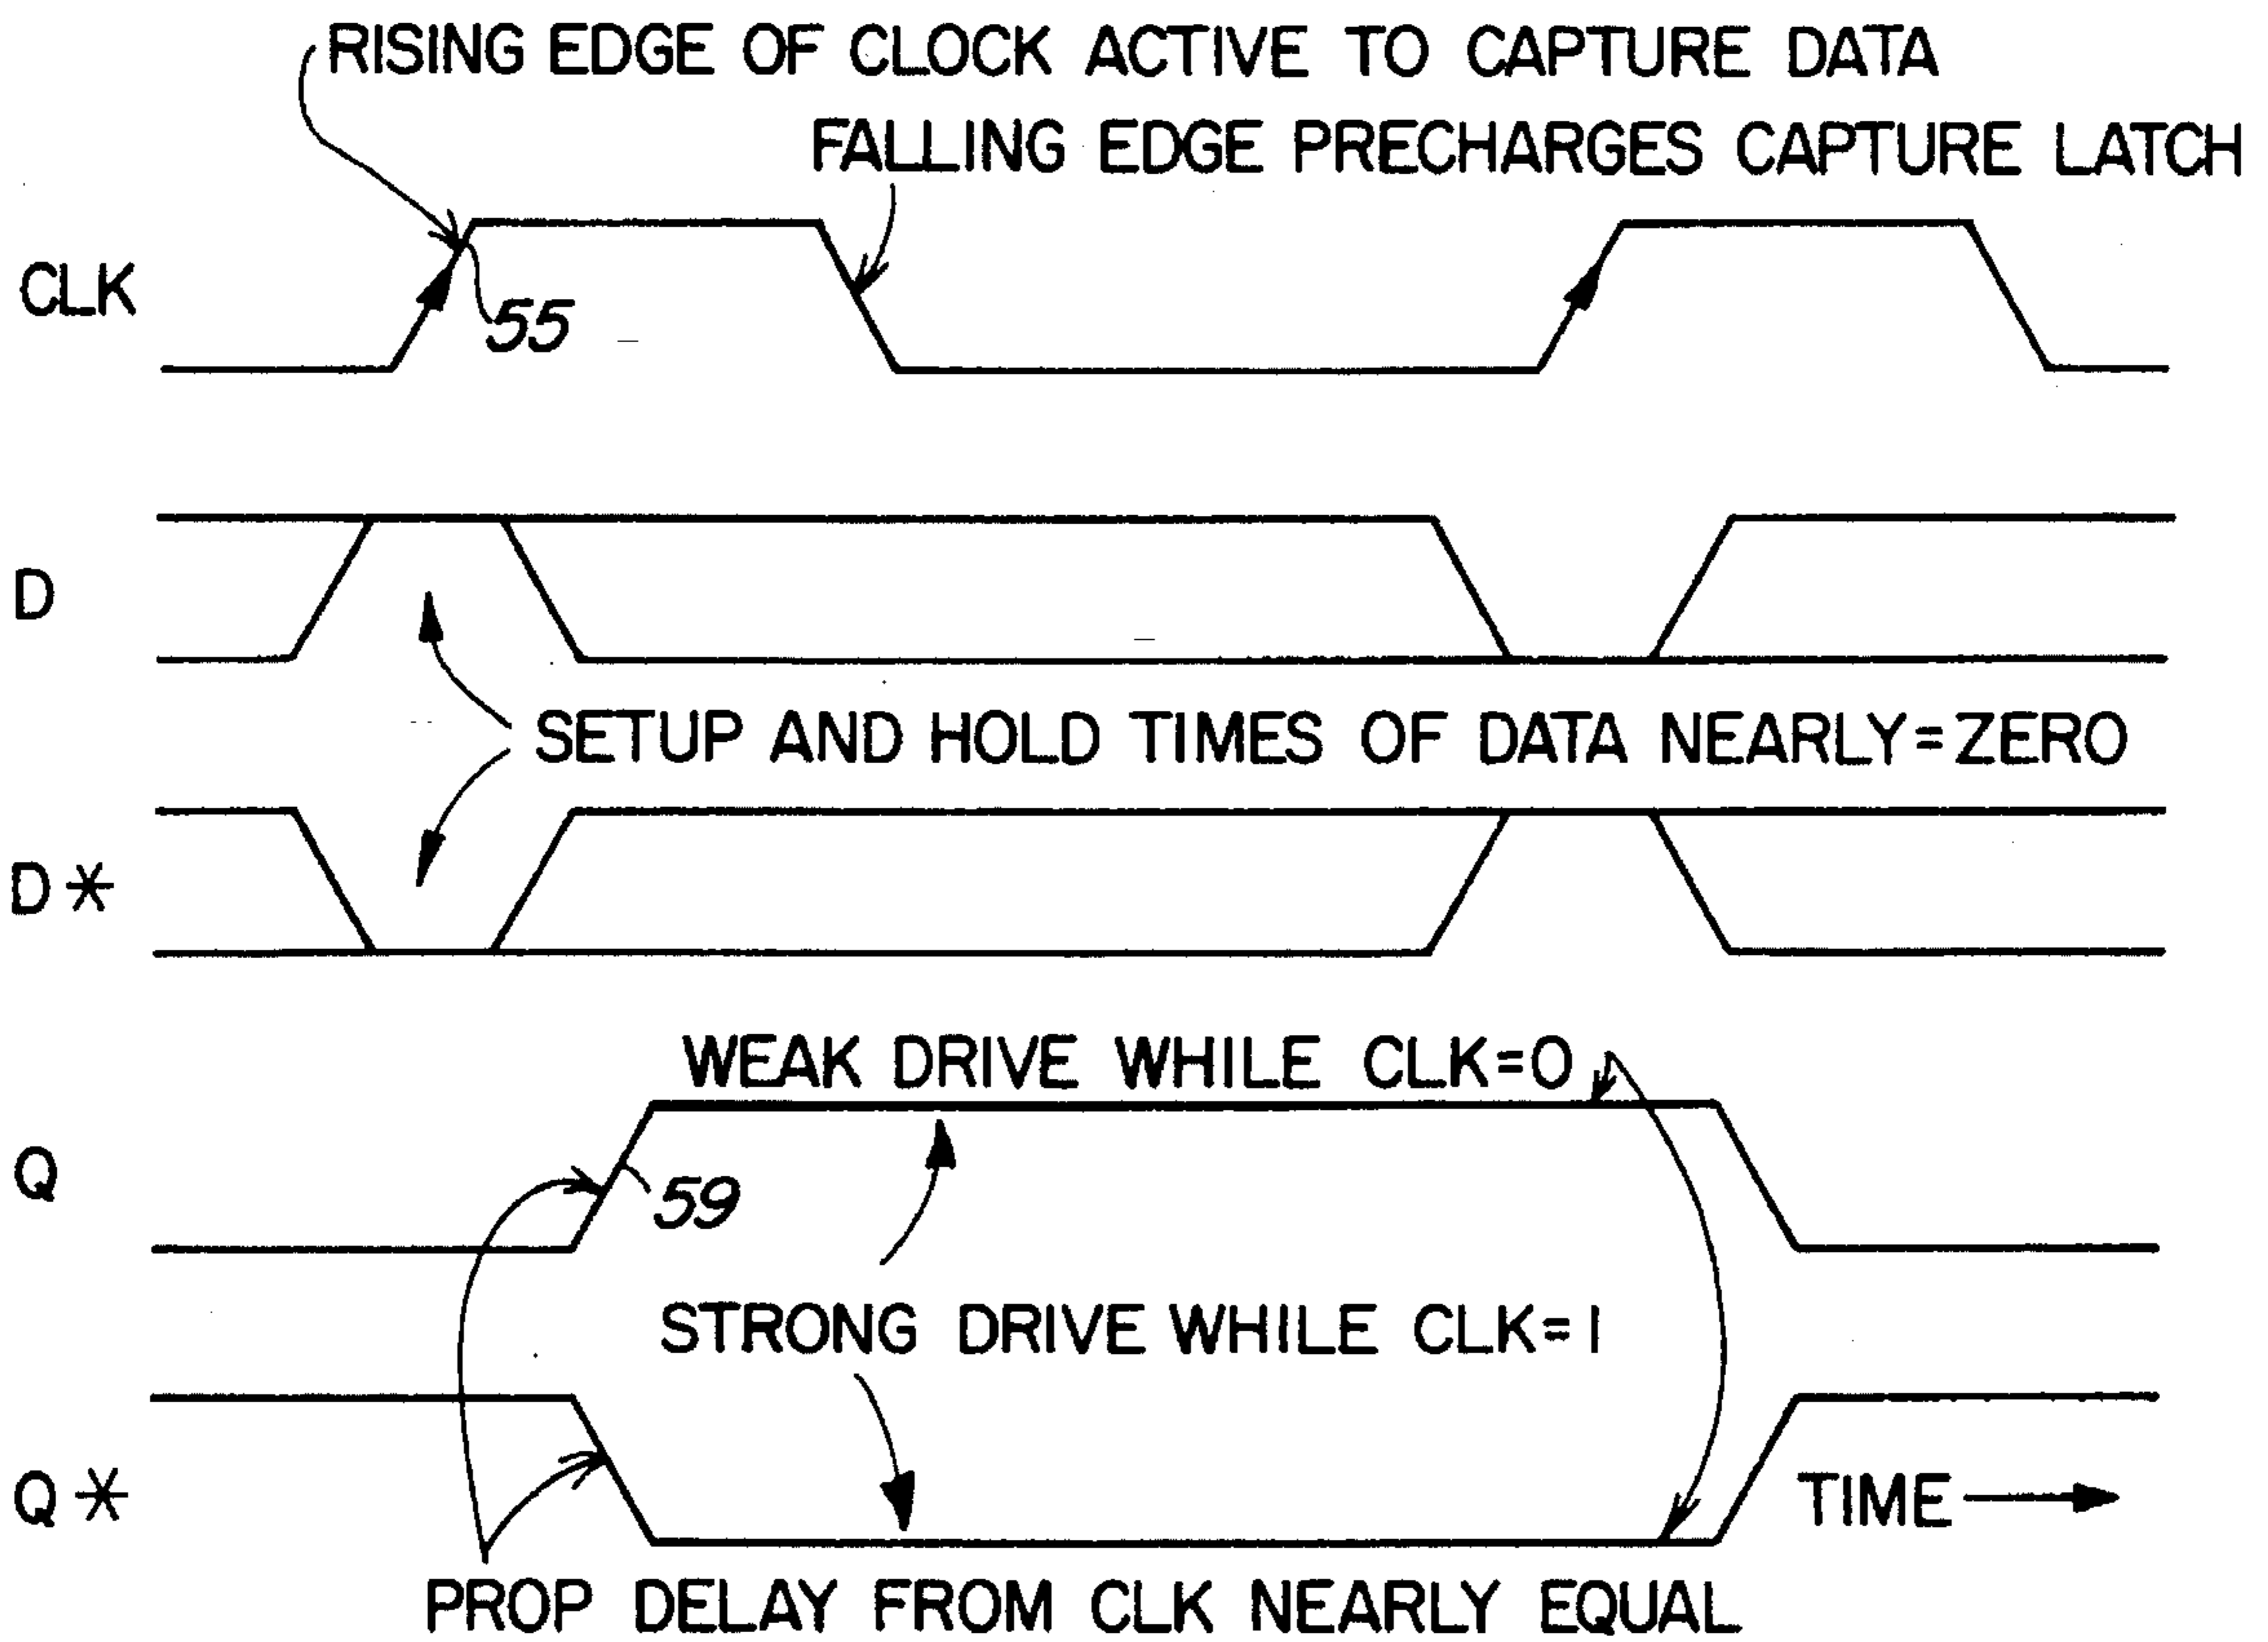 RISING EDGE OF CLOCK ACTIVE TO CAPTURE DATA
FALLING EDGE PRECHARGES CAPTURE LATCH
CLK
55
D
SETUP AND HOLD TIMES OF DATA NEARLY=ZERO
D*
WEAK DRIVE WHILE CLK=0
Q
59
STRONG DRIVE WHILE CLK=1
Q*
TIME
PROP DELAY FROM CLK NEARLY EQUAL